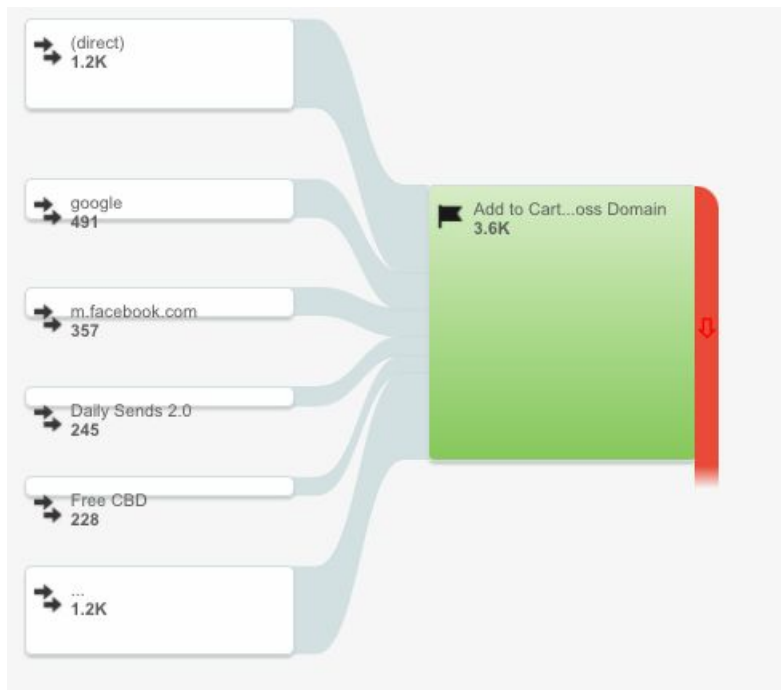 (direct)
1.2K
google
491
m.facebook.com
357
Daily Sends 2.0
245
Free CBD
228
...
1.2K
Add to Cart...oss Domain
3.6K